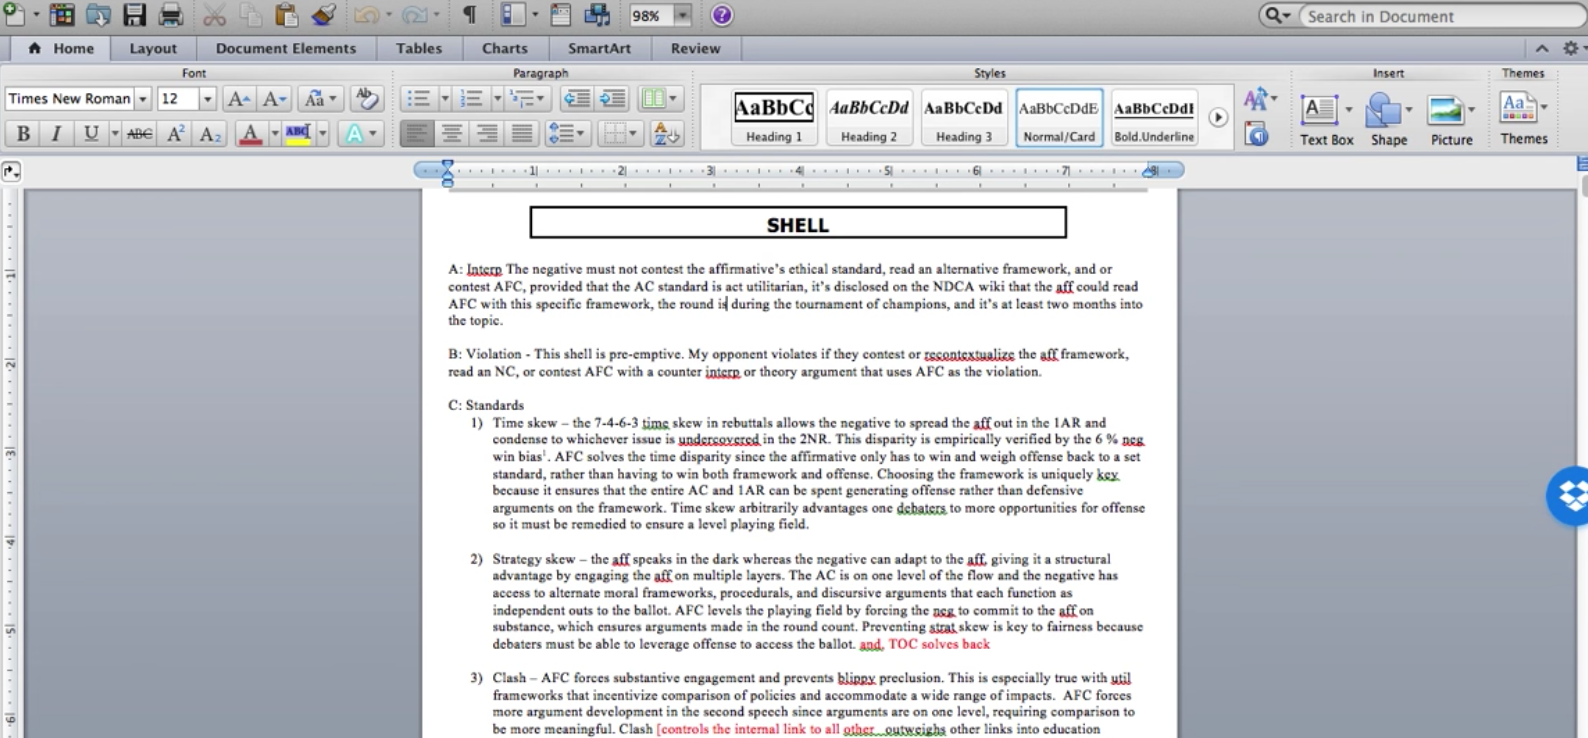 98%
Search in Document
Home Layout Document Elements Tables Charts SmartArt Review
Font Paragraph Styles Insert Themes
Times New Roman 12 A A Aa Ab
AaBbCc AaBbCcDd AaBbCcDd AaBbCcDdE AaBbCcDdI
B I U ABC A² A₂ A ABC A
Heading 1 Heading 2 Heading 3 Normal/Card Bold.Underline Text Box Shape Picture Themes
1 2 3 4 5 6 7 8
SHELL
A: Interp The negative must not contest the affirmative's ethical standard, read an alternative framework, and or
contest AFC, provided that the AC standard is act utilitarian, it's disclosed on the NDCA wiki that the aff could read
AFC with this specific framework, the round is during the tournament of champions, and it's at least two months into
the topic.
B: Violation - This shell is pre-emptive. My opponent violates if they contest or recontextualize the aff framework,
read an NC, or contest AFC with a counter interp or theory argument that uses AFC as the violation.
C: Standards
1) Time skew – the 7-4-6-3 time skew in rebuttals allows the negative to spread the aff out in the 1AR and
condense to whichever issue is undercovered in the 2NR. This disparity is empirically verified by the 6 % neg
win bias¹. AFC solves the time disparity since the affirmative only has to win and weigh offense back to a set
standard, rather than having to win both framework and offense. Choosing the framework is uniquely key
because it ensures that the entire AC and 1AR can be spent generating offense rather than defensive
arguments on the framework. Time skew arbitrarily advantages one debaters to more opportunities for offense
so it must be remedied to ensure a level playing field.
2) Strategy skew – the aff speaks in the dark whereas the negative can adapt to the aff, giving it a structural
advantage by engaging the aff on multiple layers. The AC is on one level of the flow and the negative has
access to alternate moral frameworks, procedurals, and discursive arguments that each function as
independent outs to the ballot. AFC levels the playing field by forcing the neg to commit to the aff on
substance, which ensures arguments made in the round count. Preventing strat skew is key to fairness because
debaters must be able to leverage offense to access the ballot. and, TOC solves back
3) Clash – AFC forces substantive engagement and prevents blippy preclusion. This is especially true with util
frameworks that incentivize comparison of policies and accommodate a wide range of impacts. AFC forces
more argument development in the second speech since arguments are on one level, requiring comparison to
be more meaningful. Clash [controls the internal link to all other outweighs other links into education